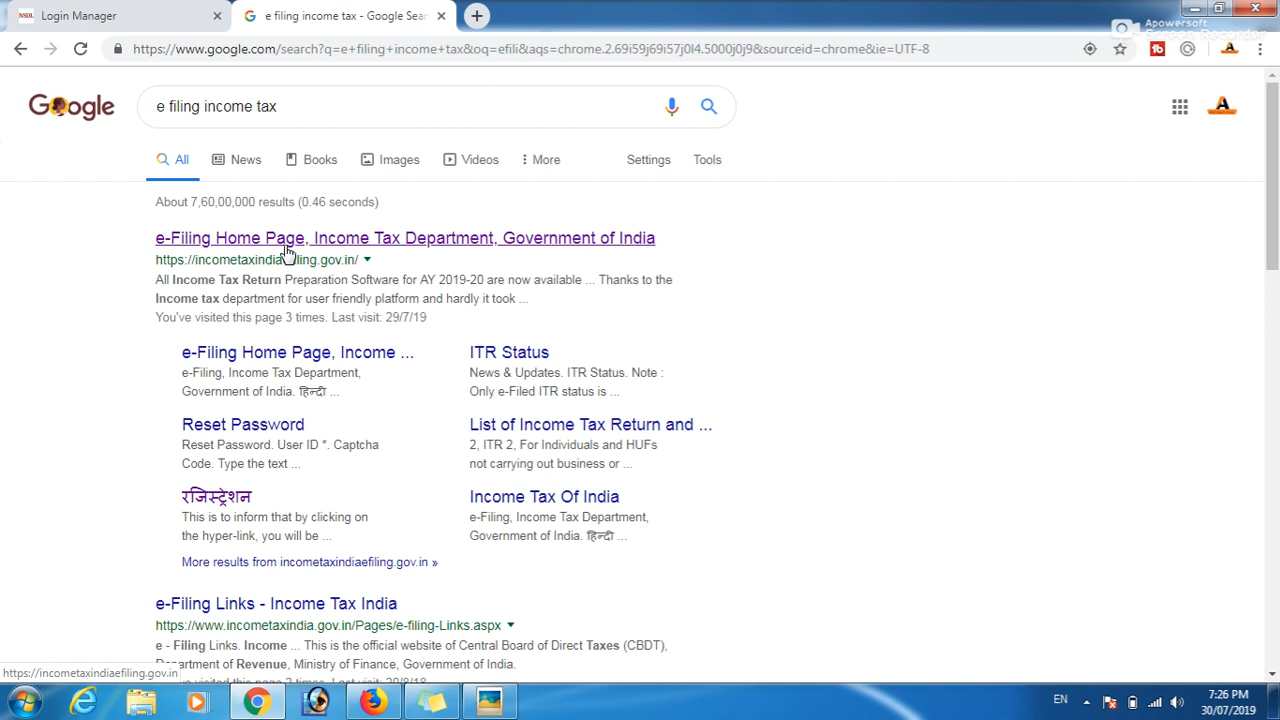 NSDL Login Manager
e filing income tax - Google Sea
Apowersoft
Screen Recorder
https://www.google.com/search?q=e+filing+income+tax&oq=efili&aqs=chrome.2.69i59j69i57j0l4.5000j0j9&sourceid=chrome&ie=UTF-8
Google
e filing income tax
All News Books Images Videos More Settings Tools
About 7,60,00,000 results (0.46 seconds)
e-Filing Home Page, Income Tax Department, Government of India
https://incometaxindiaefiling.gov.in/
All Income Tax Return Preparation Software for AY 2019-20 are now available ... Thanks to the
Income tax department for user friendly platform and hardly it took ...
You've visited this page 3 times. Last visit: 29/7/19
e-Filing Home Page, Income ...
e-Filing, Income Tax Department,
Government of India. हिन्दी ...
ITR Status
News & Updates. ITR Status. Note :
Only e-Filed ITR status is ...
Reset Password
Reset Password. User ID *. Captcha
Code. Type the text ...
List of Income Tax Return and ...
2, ITR 2, For Individuals and HUFs
not carrying out business or ...
रजिस्ट्रेशन
This is to inform that by clicking on
the hyper-link, you will be ...
Income Tax Of India
e-Filing, Income Tax Department,
Government of India. हिन्दी ...
More results from incometaxindiaefiling.gov.in »
e-Filing Links - Income Tax India
https://www.incometaxindia.gov.in/Pages/e-filing-Links.aspx
e - Filing Links. Income ... This is the official website of Central Board of Direct Taxes (CBDT),
Department of Revenue, Ministry of Finance, Government of India.
https://incometaxindiaefiling.gov.in
EN
7:26 PM
30/07/2019